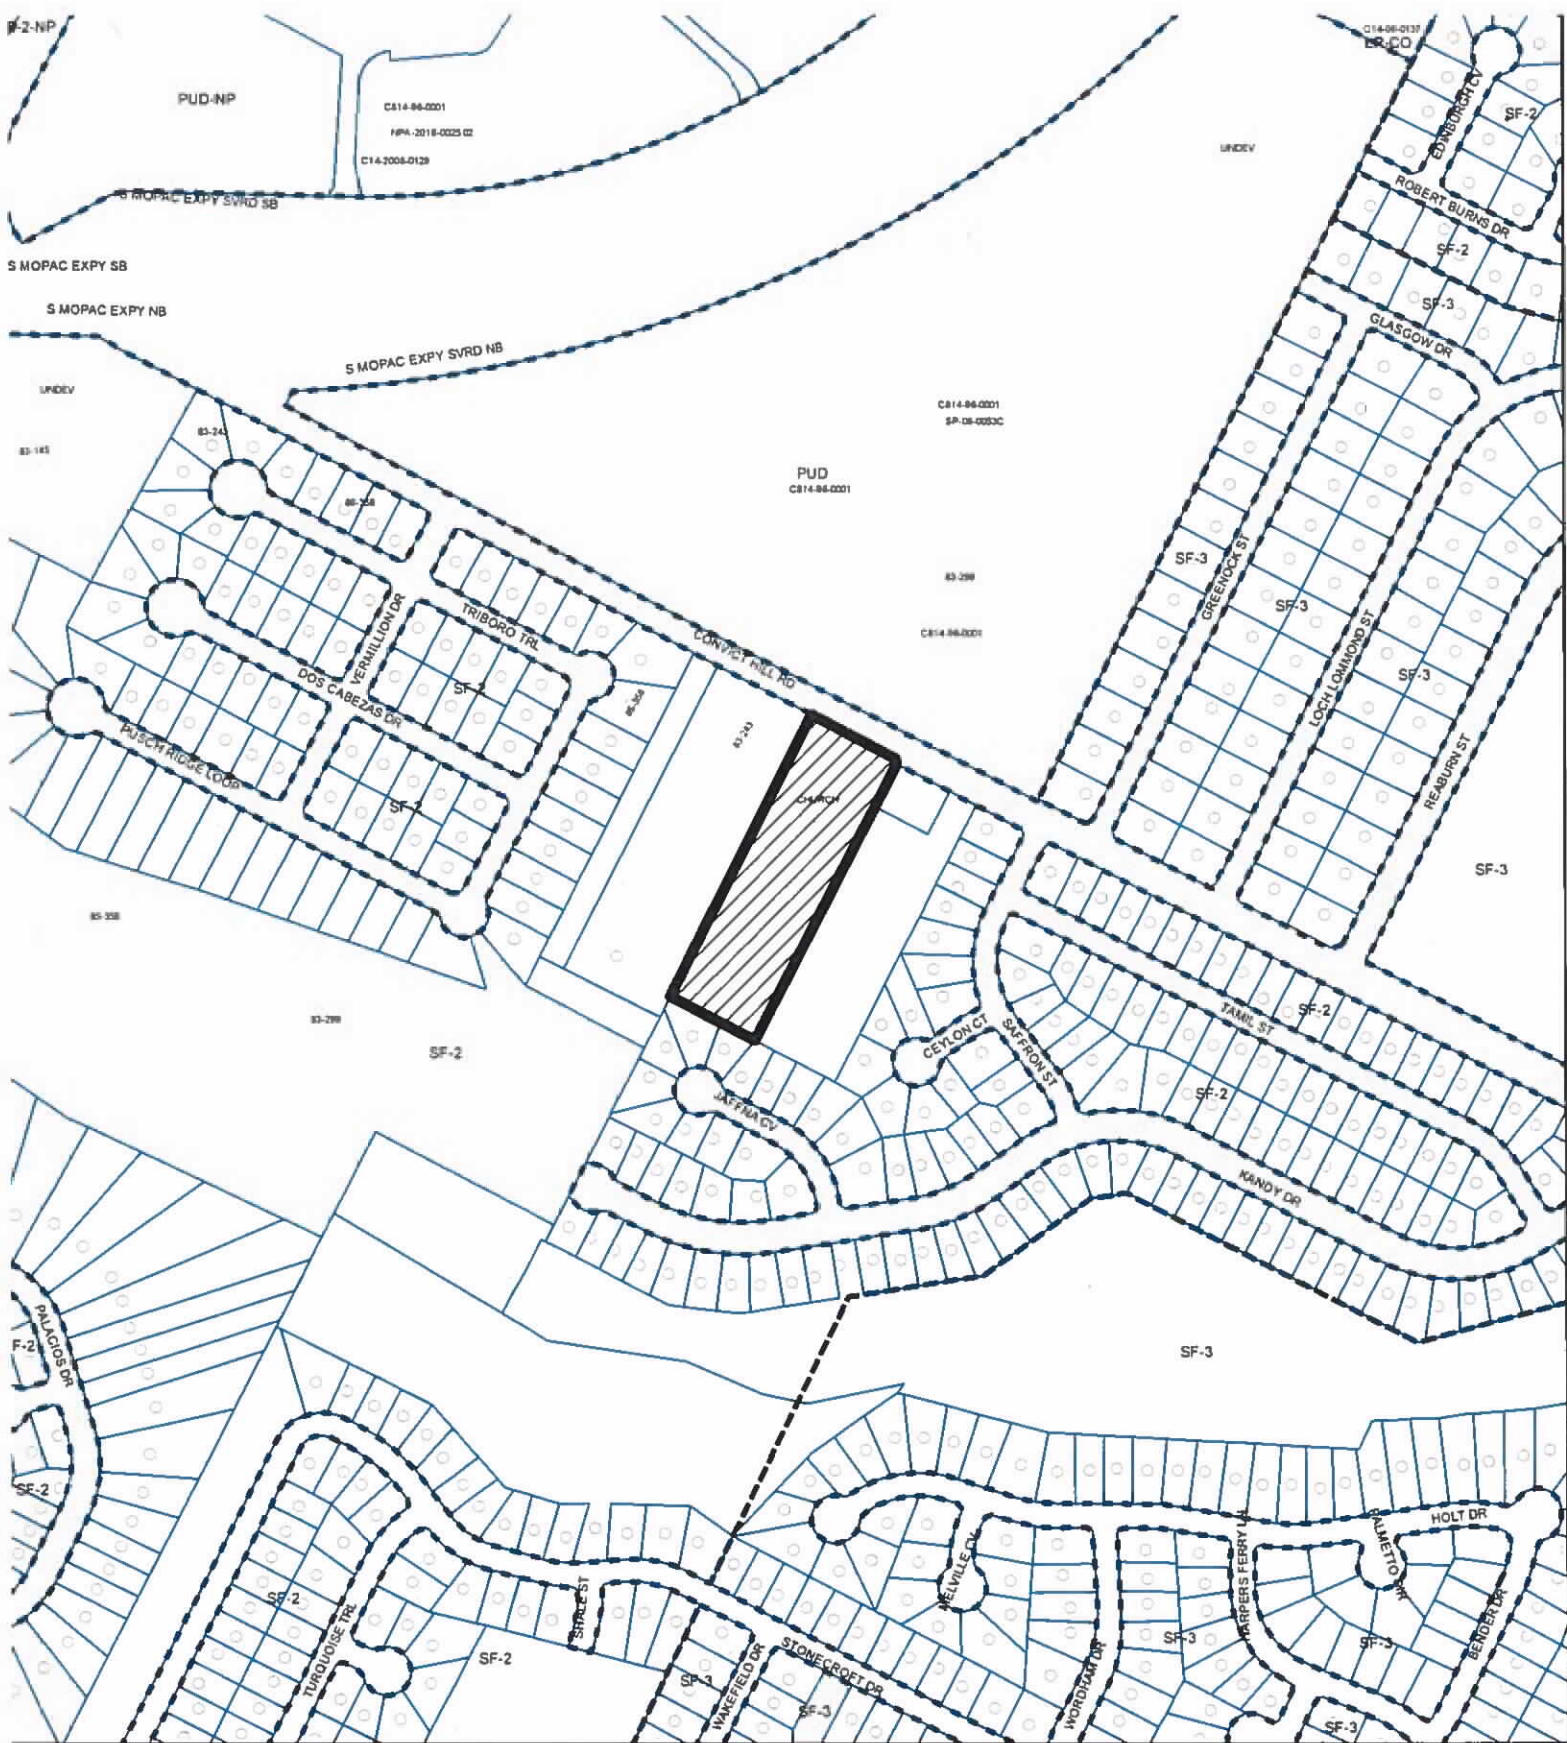 PUD-NP
C814-96-0001
C14-2008-0129
S MOPAC EXPY SVRD SB
S MOPAC EXPY SB
S MOPAC EXPY NB
S MOPAC EXPY SVRD NB
UNDEV
UNDEV
LR-CO
EDINBURGH CV
SF-2
ROBERT BURNS DR
SF-2
SF-3
GLASGOW DR
C814-96-0001
PUD
C814-96-0001
C814-96-0001
SF-3
GREENOCK ST
SF-3
LOCH LOMMOND ST
SF-3
REABURN ST
SF-3
CONVICT HILL RD
TRIBORO TRL
VERMILLION DR
SF-2
DOS CABEZAS DR
PUSCH RIDGE LOOP
SF-2
83-243
CHURCH
SF-2
CEYLON CT
SAFFRON ST
TAMIL ST
SF-2
SF-2
JAFFNA CV
KANDY DR
PALACIOS DR
F-2
SF-2
SF-3
SF-2
TURQUOISE TRL
SHALE ST
SF-2
SF-3
WAKEFIELD DR
STONECROFT DR
SF-3
MELVILLE CV
WORDHAM DR
SF-3
HARPERS FERRY LN
HOLT DR
SF-3
BENDER DR
SF-3